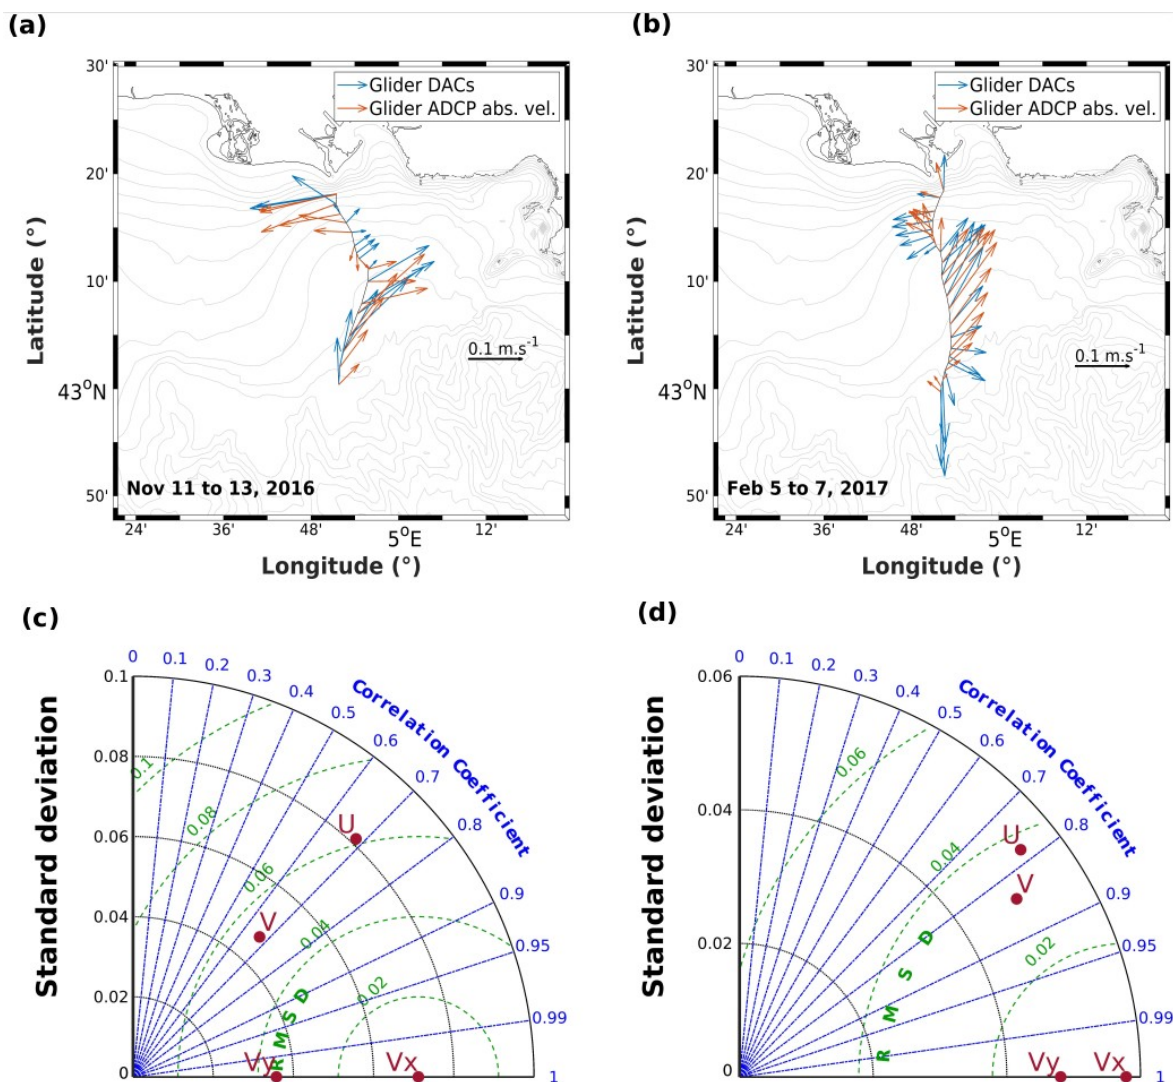 (a)
(b)
Glider DACs
Glider ADCP abs. vel.
Glider DACs
Glider ADCP abs. vel.
30'
20'
10'
43°N
50'
Latitude (°)
0.1 m.s-1
Nov 11 to 13, 2016
24'
36'
48'
5°E
12'
Longitude (°)
30'
20'
10'
43°N
50'
Latitude (°)
0.1 m.s-1
Feb 5 to 7, 2017
24'
36'
48'
5°E
12'
Longitude (°)
(c)
(d)
Standard deviation
0.1
0.08
0.06
0.04
0.02
0
0
0.1
0.2
0.3
0.4
0.5
0.6
0.7
0.8
0.9
0.95
0.99
1
Correlation Coefficient
0.1
0.08
0.06
0.04
0.02
RMSD
U
V
Vy
Vx
Standard deviation
0.06
0.04
0.02
0
0
0.1
0.2
0.3
0.4
0.5
0.6
0.7
0.8
0.9
0.95
0.99
1
Correlation Coefficient
0.06
0.04
0.02
RMSD
U
V
Vy
Vx